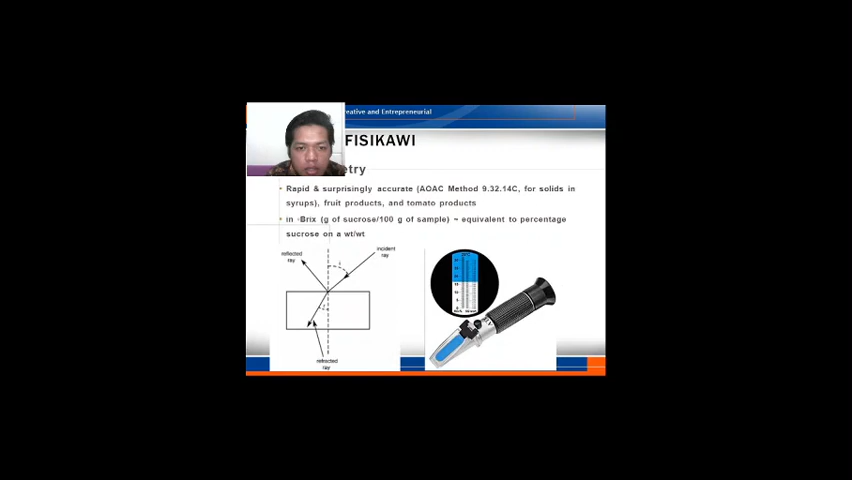 eative and Entrepreneurial
FISIKAWI
etry
• Rapid & surprisingly accurate (AOAC Method 9.32.14C, for solids in
syrups), fruit products, and tomato products
• in ◦Brix (g of sucrose/100 g of sample) ~ equivalent to percentage
sucrose on a wt/wt
reflected
ray
incident
ray
refracted
ray